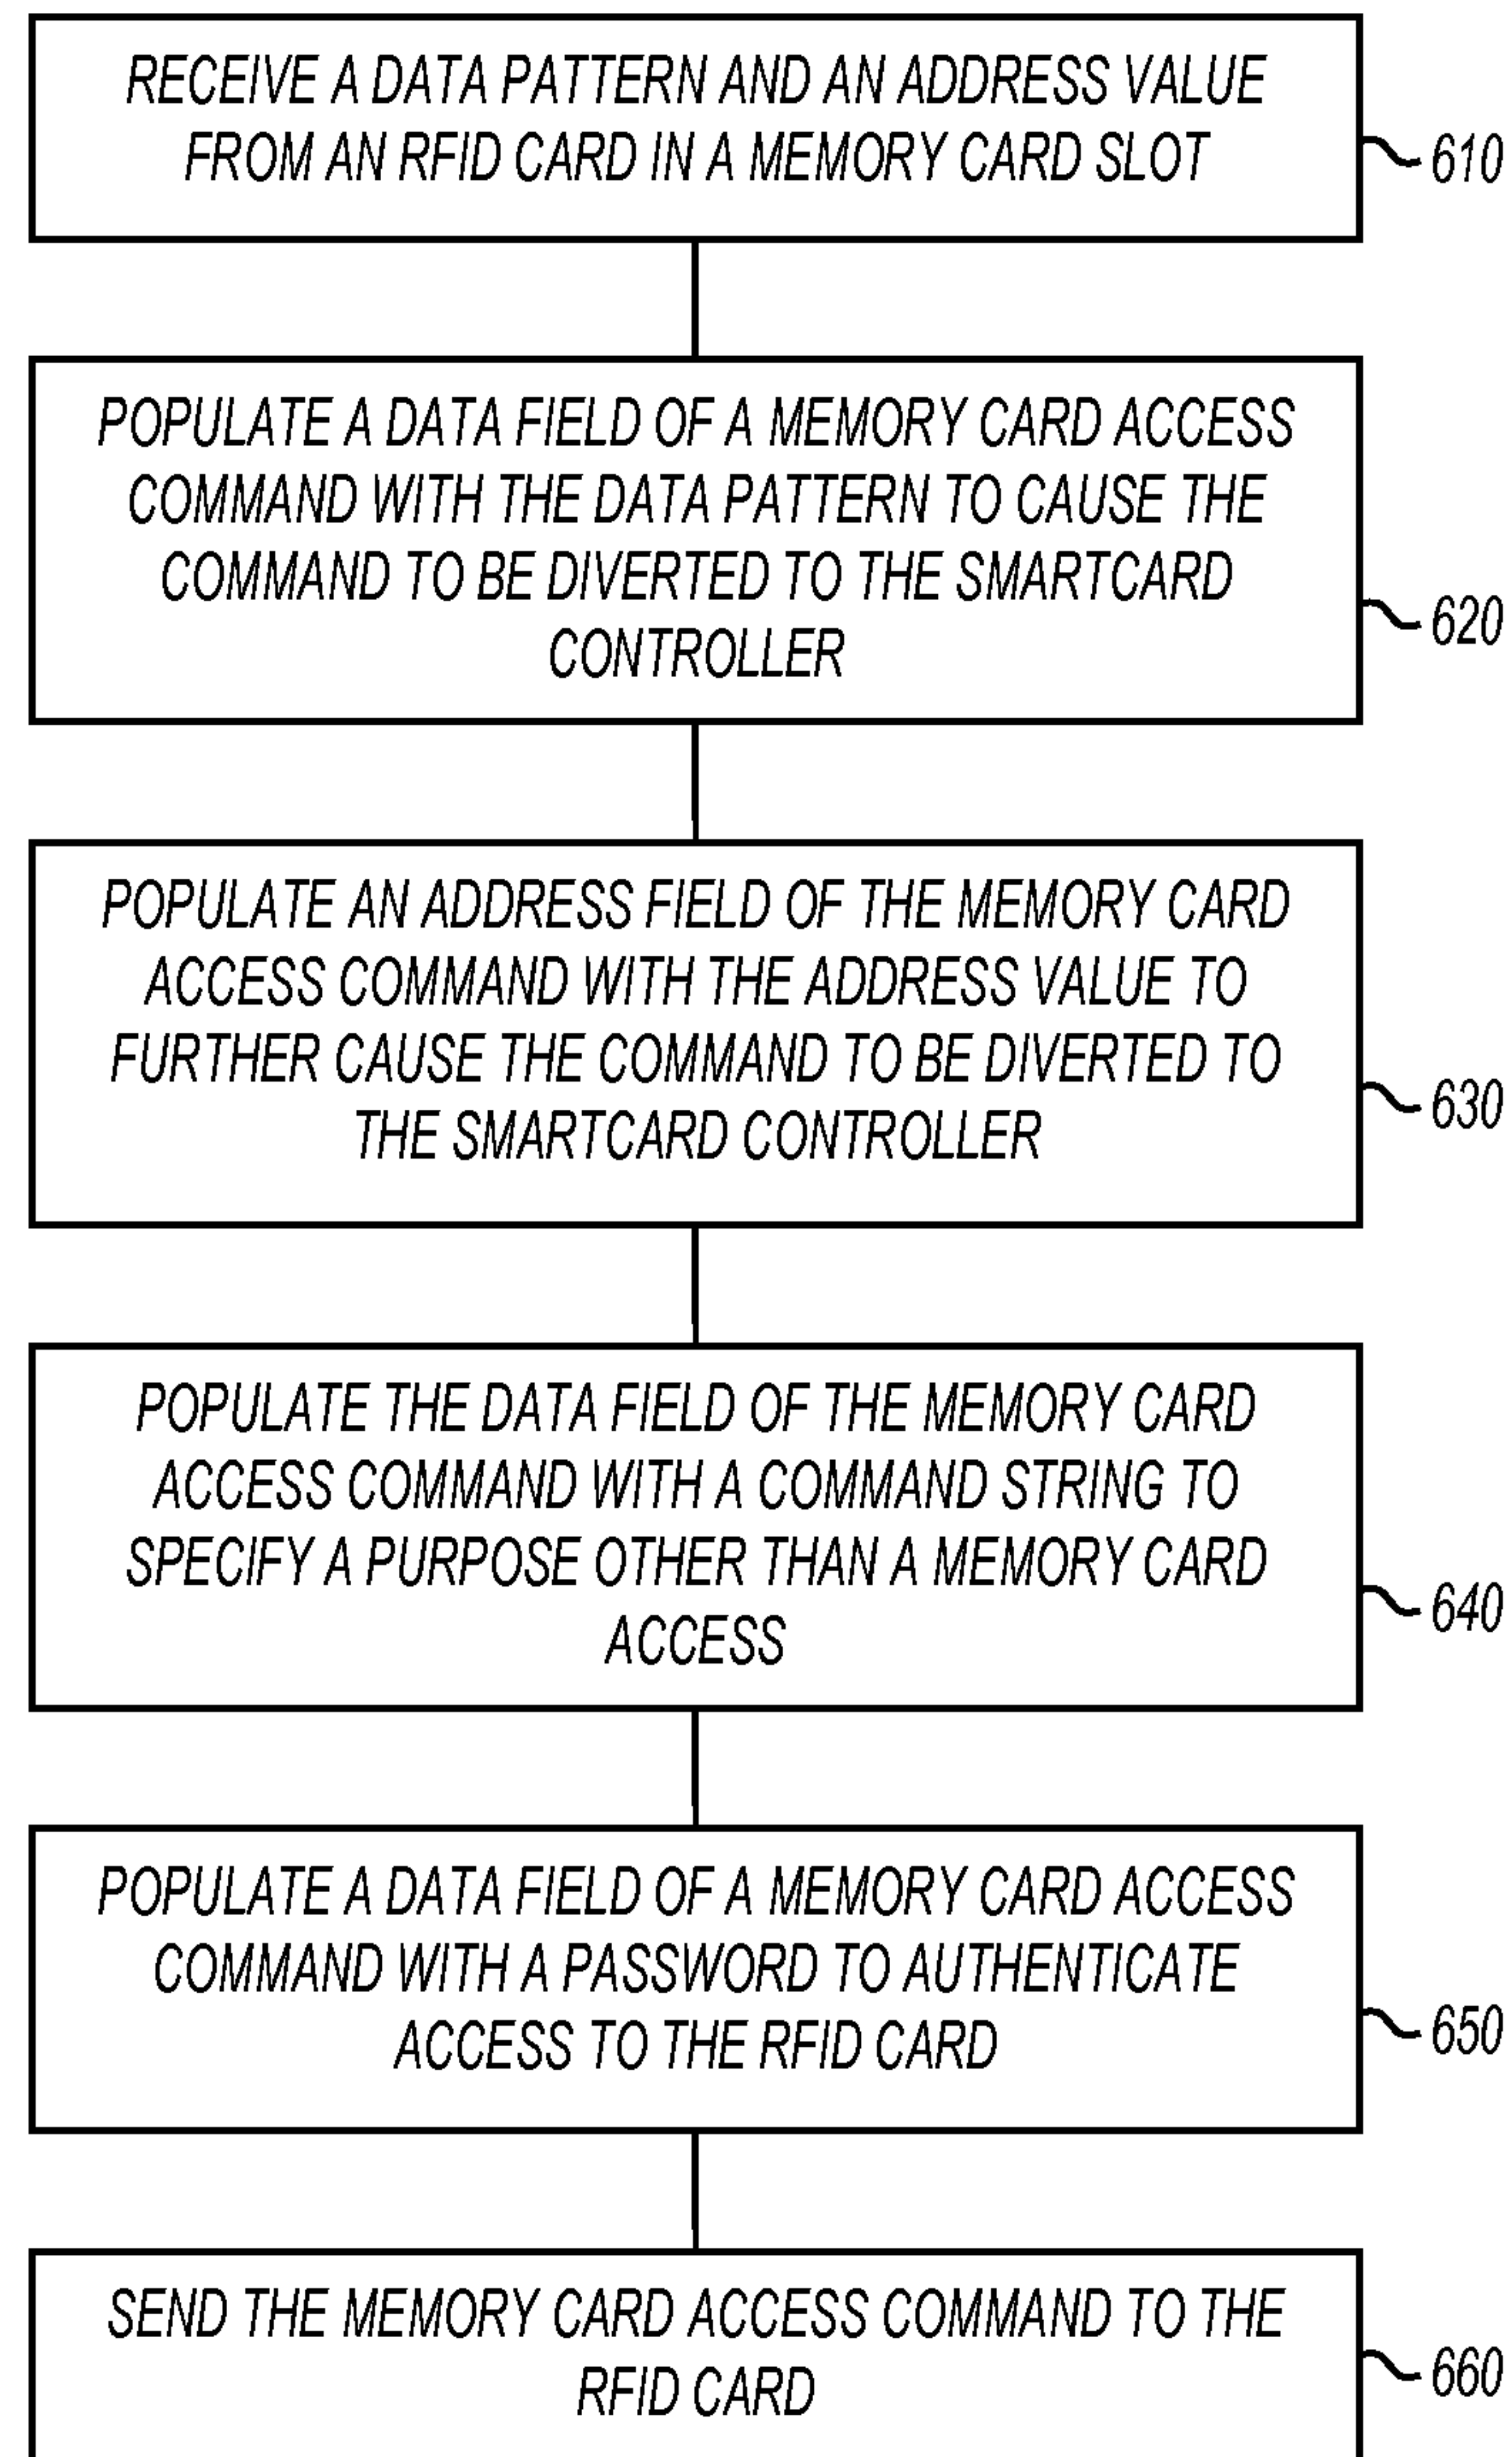 RECEIVE A DATA PATTERN AND AN ADDRESS VALUE
FROM AN RFID CARD IN A MEMORY CARD SLOT
610
POPULATE A DATA FIELD OF A MEMORY CARD ACCESS
COMMAND WITH THE DATA PATTERN TO CAUSE THE
COMMAND TO BE DIVERTED TO THE SMARTCARD
CONTROLLER
620
POPULATE AN ADDRESS FIELD OF THE MEMORY CARD
ACCESS COMMAND WITH THE ADDRESS VALUE TO
FURTHER CAUSE THE COMMAND TO BE DIVERTED TO
THE SMARTCARD CONTROLLER
630
POPULATE THE DATA FIELD OF THE MEMORY CARD
ACCESS COMMAND WITH A COMMAND STRING TO
SPECIFY A PURPOSE OTHER THAN A MEMORY CARD
ACCESS
640
POPULATE A DATA FIELD OF A MEMORY CARD ACCESS
COMMAND WITH A PASSWORD TO AUTHENTICATE
ACCESS TO THE RFID CARD
650
SEND THE MEMORY CARD ACCESS COMMAND TO THE
RFID CARD
660